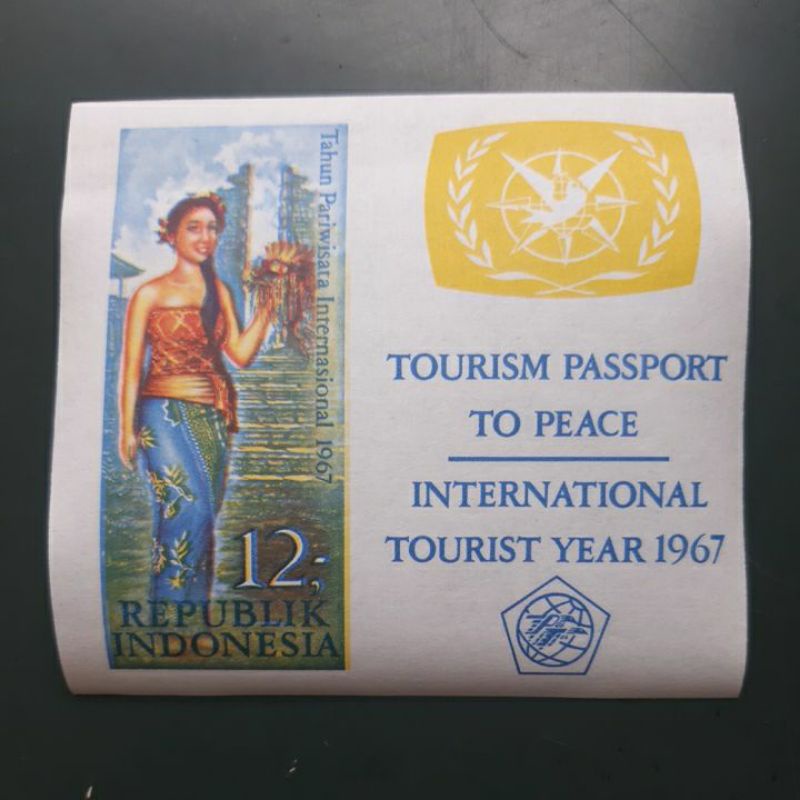 Tahun Pariwisata Internasional 1967
12;-
REPUBLIK
INDONESIA
TOURISM PASSPORT
TO PEACE
INTERNATIONAL
TOURIST YEAR 1967